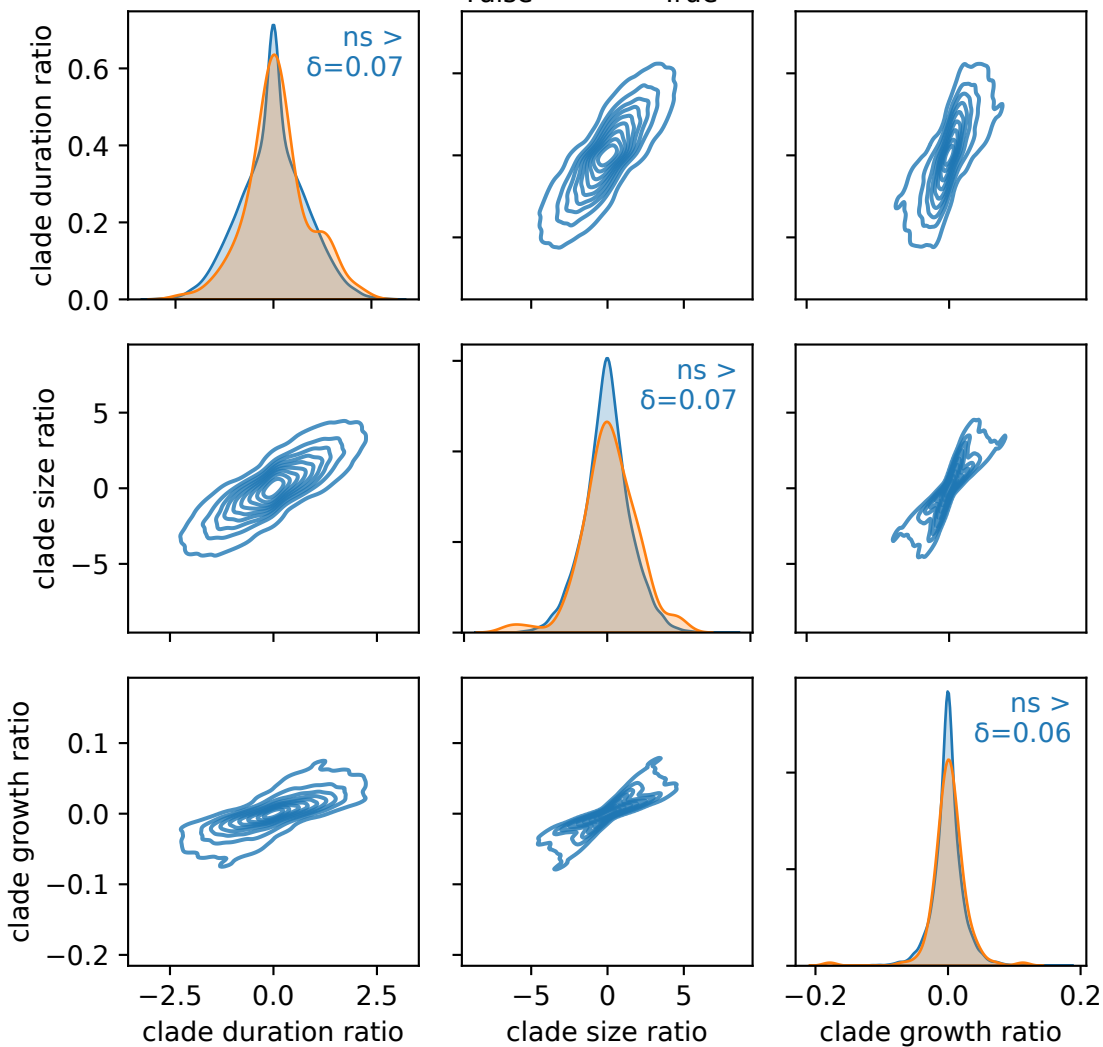 True
clade duration ratio
0.6
0.4
0.2
0.0
ns >
δ=0.07
clade size ratio
5
0
−5
ns >
δ=0.07
clade growth ratio
0.1
0.0
−0.1
−0.2
ns >
δ=0.06
−2.5 0.0 2.5
−5 0 5
−0.2 0.0 0.2
clade duration ratio
clade size ratio
clade growth ratio